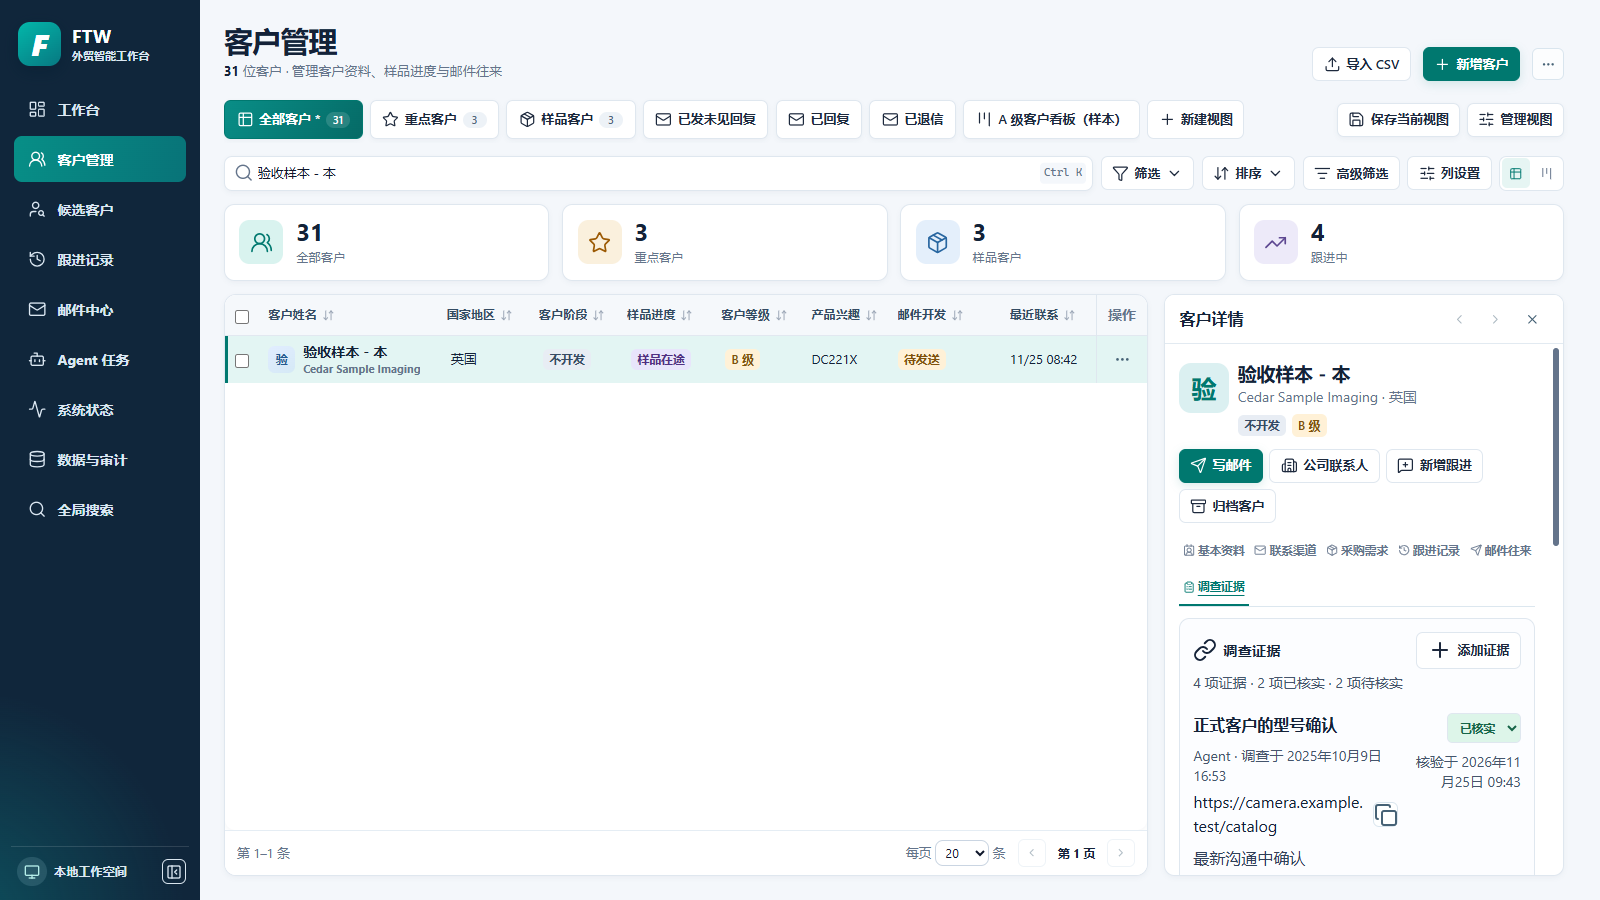 F
FTW
外贸智能工作台
工作台
客户管理
候选客户
跟进记录
邮件中心
Agent 任务
系统状态
数据与审计
全局搜索
本地工作空间
客户管理
31 位客户 · 管理客户资料、样品进度与邮件往来
导入 CSV
新增客户
全部客户 * 31
重点客户 3
样品客户 3
已发未见回复
已回复
已退信
A 级客户看板（样本）
新建视图
保存当前视图
管理视图
验收样本 - 本
Ctrl K
筛选
排序
高级筛选
列设置
31
全部客户
3
重点客户
3
样品客户
4
跟进中
客户姓名 国家地区 客户阶段 样品进度 客户等级 产品兴趣 邮件开发 最近联系 操作
验 验收样本 - 本 英国 不开发 样品在途 B 级 DC221X 待发送 11/25 08:42
Cedar Sample Imaging
第 1–1 条
每页 20 条
第 1 页
客户详情
验
验收样本 - 本
Cedar Sample Imaging · 英国
不开发 B 级
写邮件
公司联系人
新增跟进
归档客户
基本资料 联系渠道 采购需求 跟进记录 邮件往来
调查证据
调查证据
添加证据
4 项证据 · 2 项已核实 · 2 项待核实
正式客户的型号确认
已核实
Agent · 调查于 2025年10月9日
16:53
核验于 2026年11
月25日 09:43
https://camera.example.
test/catalog
最新沟通中确认